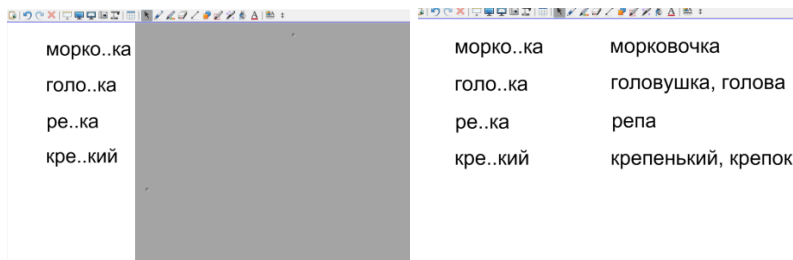 морко..ка
голо..ка
ре..ка
кре..кий
морко..ка морковочка
голо..ка головушка, голова
ре..ка репа
кре..кий крепенький, крепок